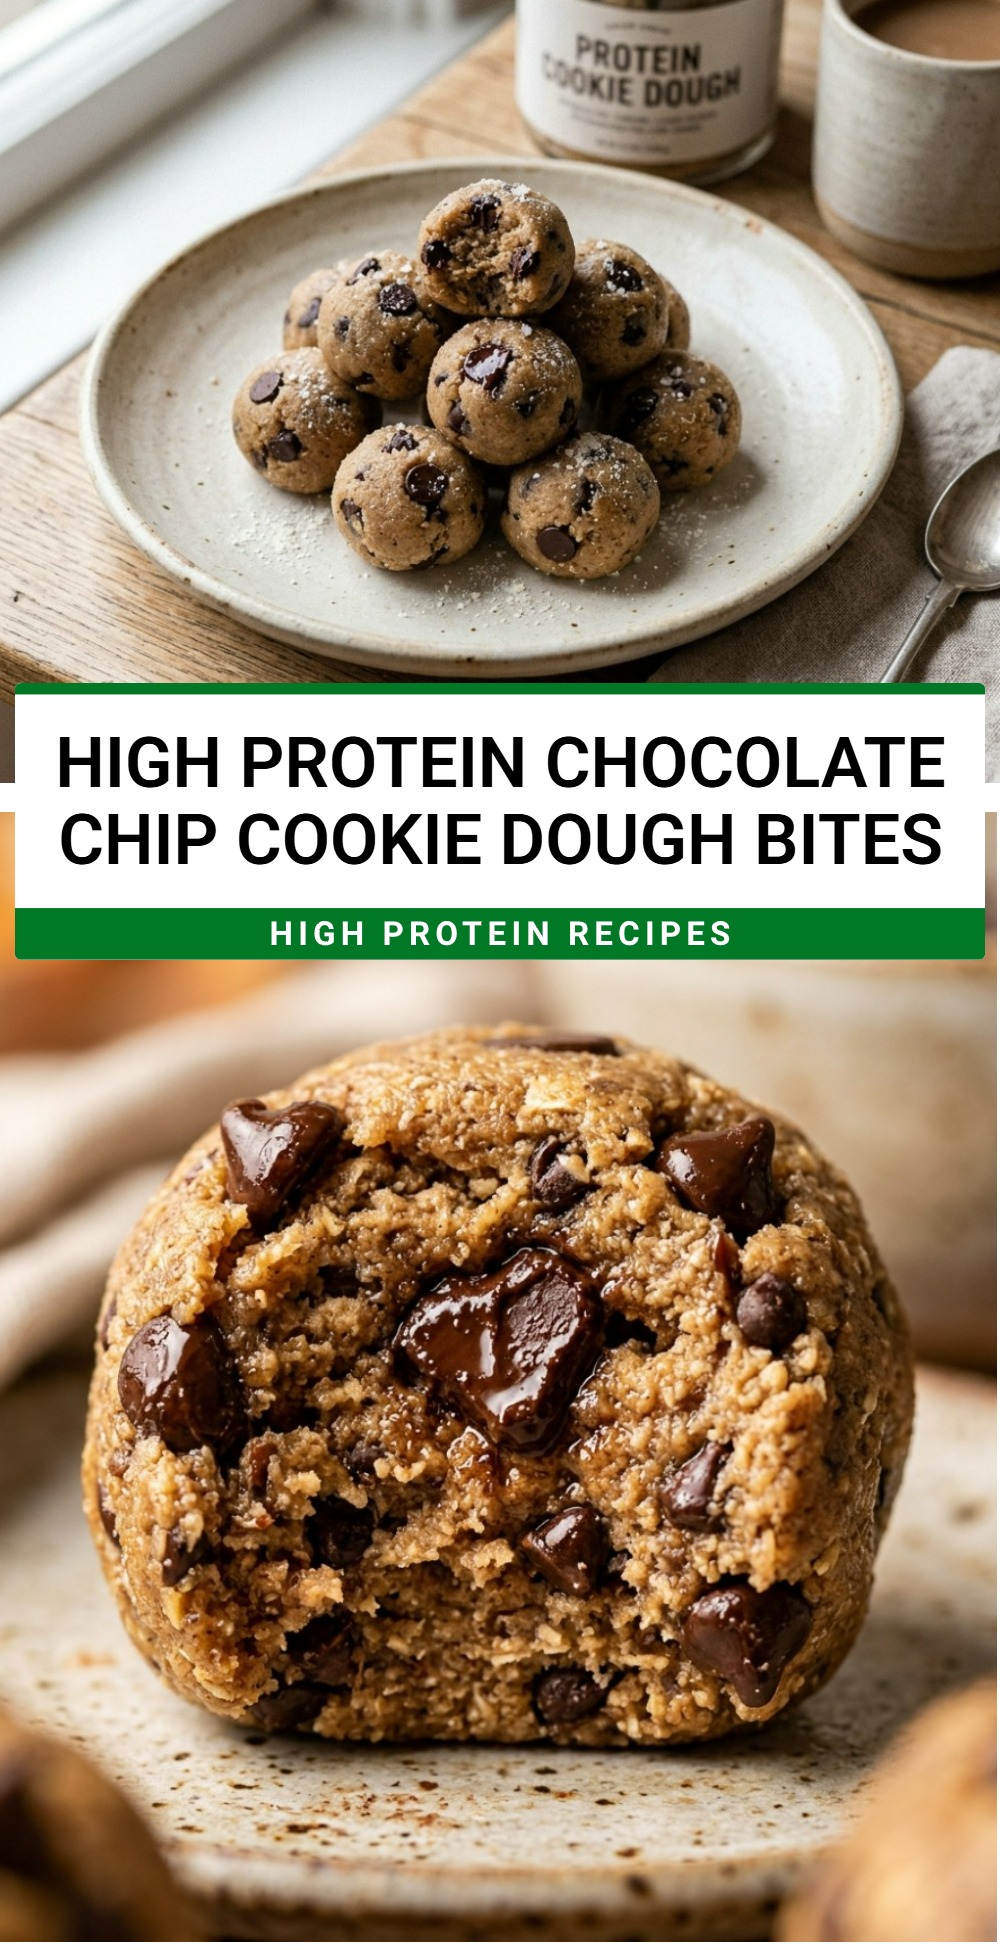 PROTEIN
COOKIE DOUGH
HIGH PROTEIN CHOCOLATE
CHIP COOKIE DOUGH BITES
HIGH PROTEIN RECIPES